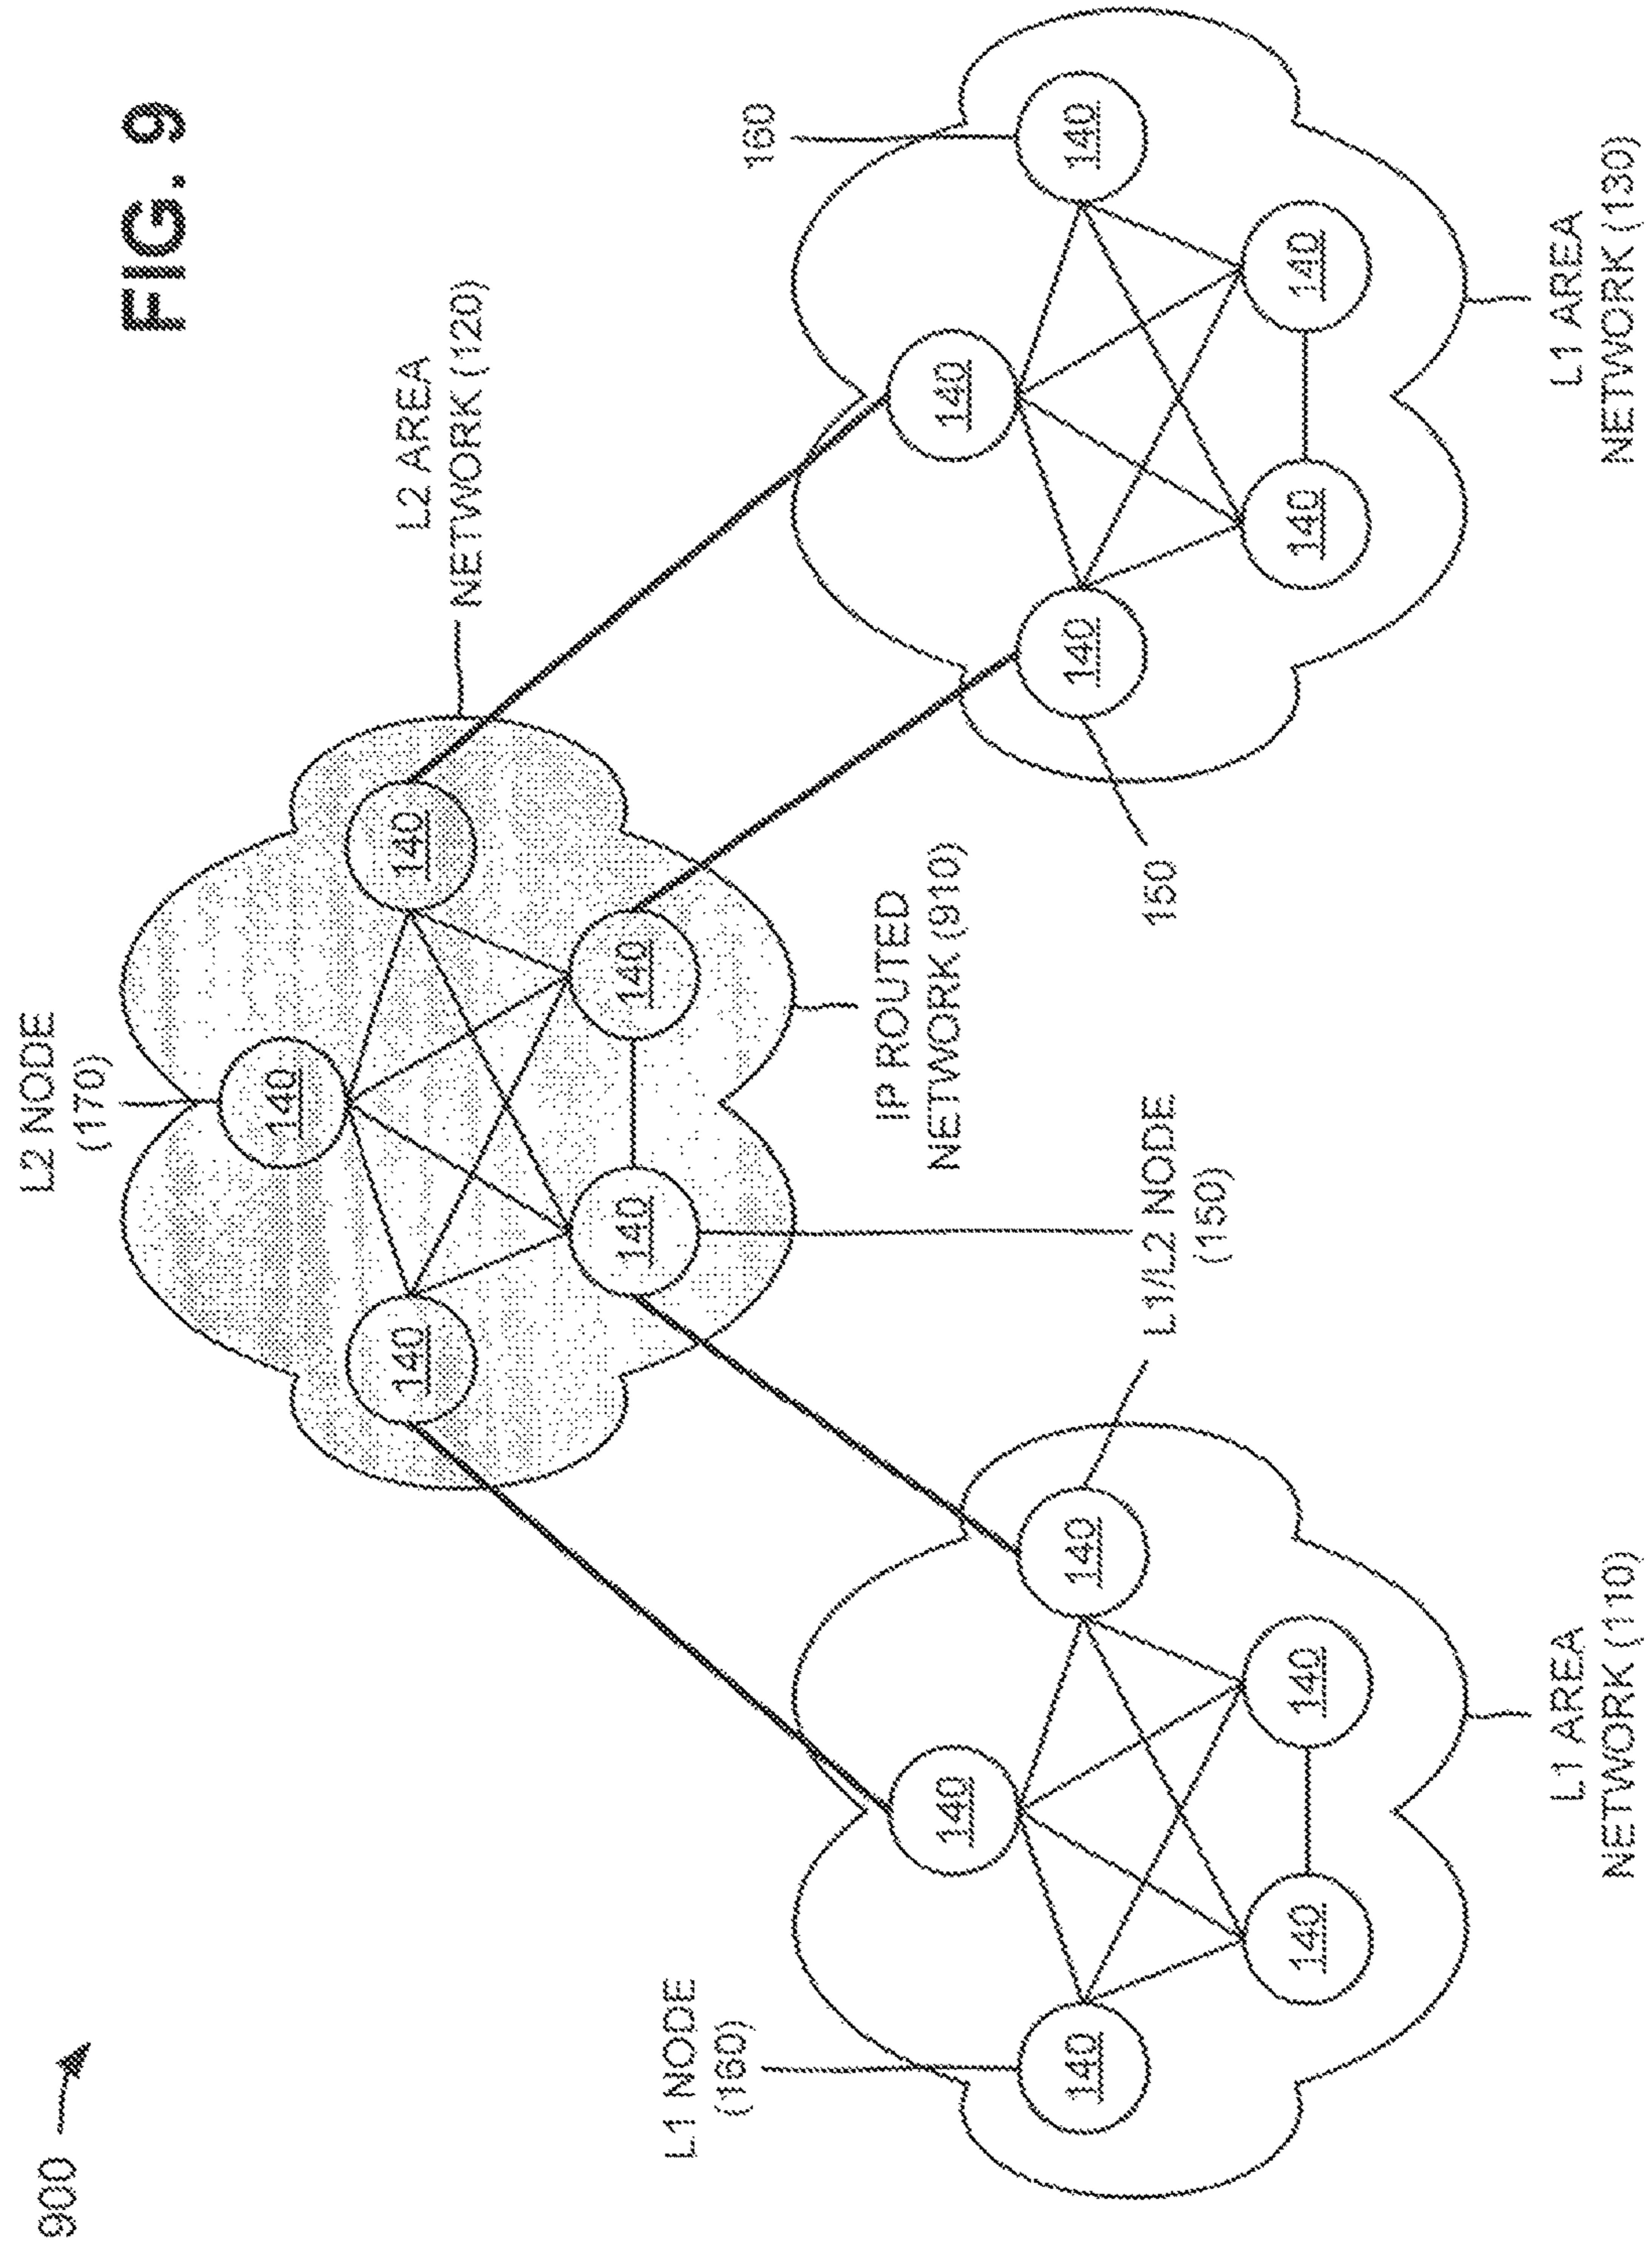 900
L2 NODE
(170)
FIG. 9
140
L2 AREA
NETWORK (120)
140
140
140
140
L1 NODE
(160)
160
IP ROUTED
NETWORK (910)
140
140
140
140
140
140
L1/L2 NODE
(150)
150
140
140
140
140
L1 AREA
NETWORK (110)
L1 AREA
NETWORK (130)